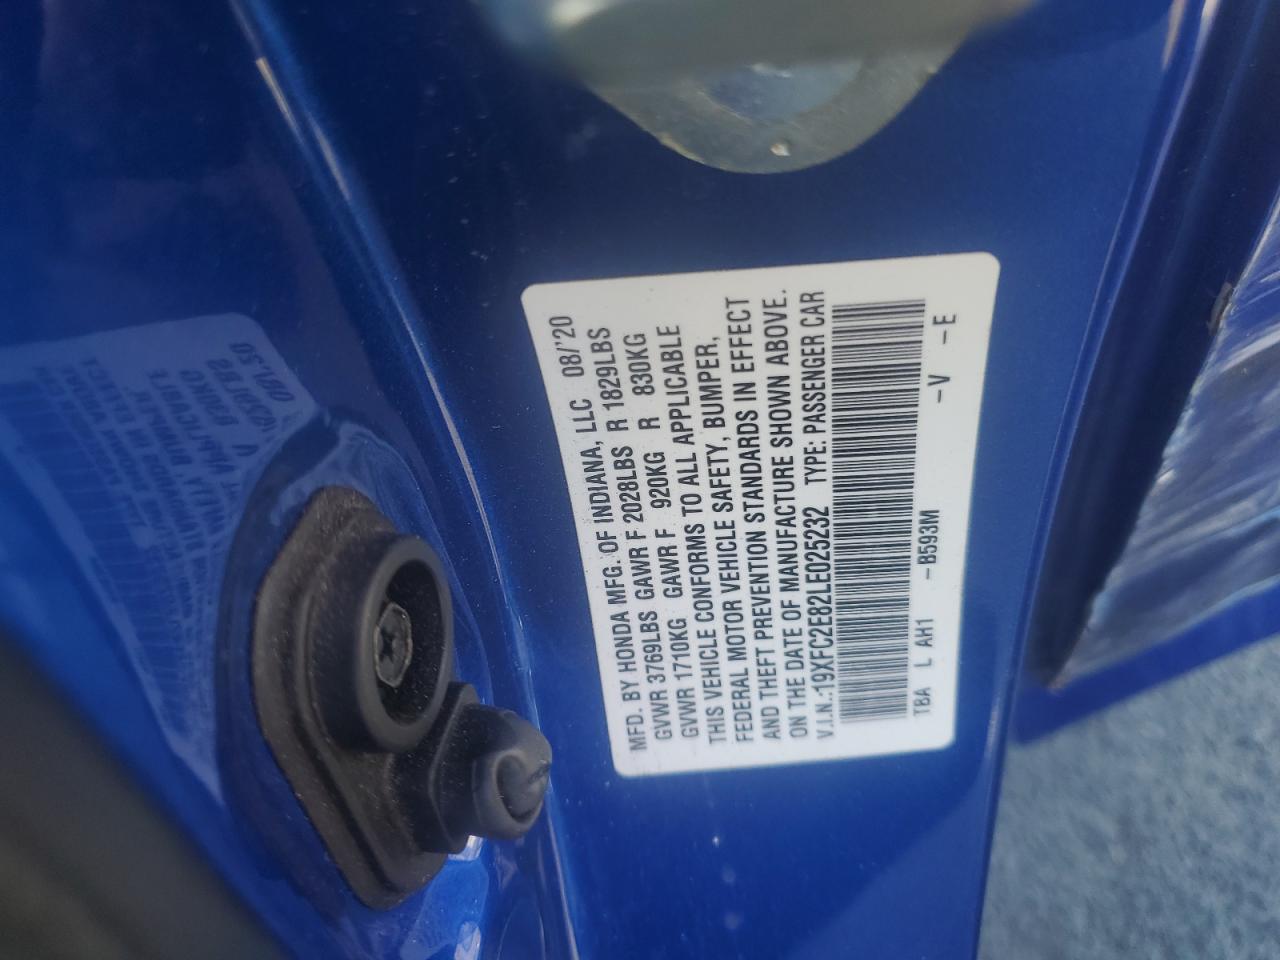 MFD. BY HONDA MFG. OF INDIANA, LLC 08/'20
GVWR 3769LBS GAWR F 2028LBS R 1829LBS
GVWR 1710KG GAWR F 920KG R 830KG
THIS VEHICLE CONFORMS TO ALL APPLICABLE
FEDERAL MOTOR VEHICLE SAFETY, BUMPER,
AND THEFT PREVENTION STANDARDS IN EFFECT
ON THE DATE OF MANUFACTURE SHOWN ABOVE.
V.I.N.:19XFC2E82LE025232 TYPE: PASSENGER CAR
TBA L AH1 -B593M -V -E